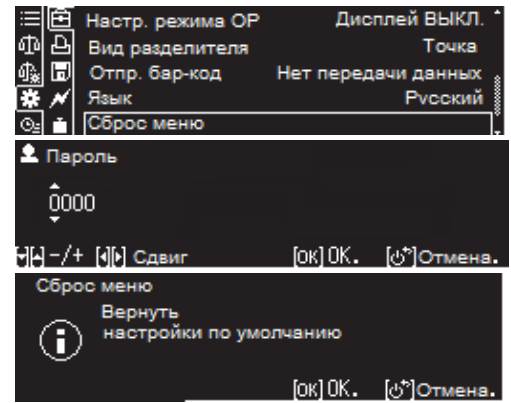 Настр. режима ОР Дисплей ВЫКЛ.
Вид разделителя Точка
Отпр. бар-код Нет передачи данных
Язык Русский
Сброс меню
Пароль
0000
-/+ Сдвиг [OK] OK. Отмена.
Сброс меню
Вернуть
настройки по умолчанию
[OK] OK. Отмена.